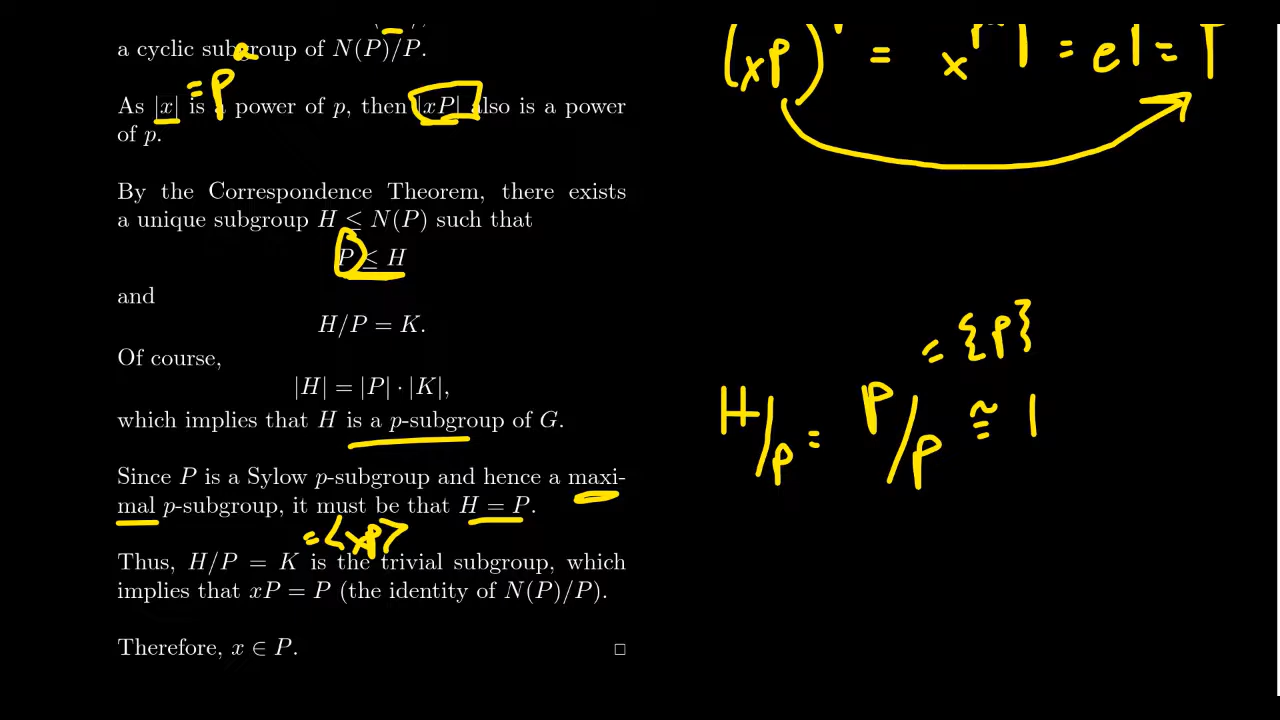 a cyclic subgroup of N(P)/P.
= p^a
As |x| is a power of p, then |xP| also is a power
of p.
By the Correspondence Theorem, there exists
a unique subgroup H ≤ N(P) such that
P ≤ H
and
H/P = K.
Of course,
|H| = |P| · |K|,
which implies that H is a p-subgroup of G.
Since P is a Sylow p-subgroup and hence a maxi-
mal p-subgroup, it must be that H = P.
= <xP>
Thus, H/P = K is the trivial subgroup, which
implies that xP = P (the identity of N(P)/P).
Therefore, x ∈ P. □
(xP) = x = eP = P
= {P}
H/P = P/P ≅ 1